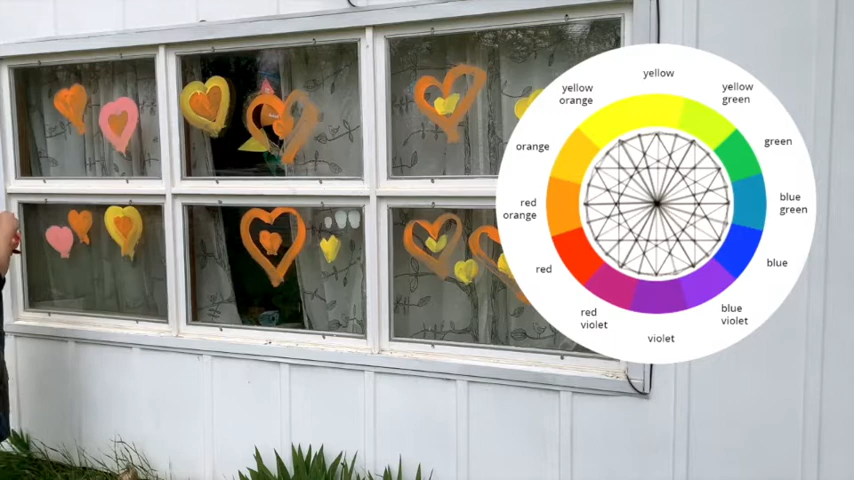 yellow
yellow
green
green
blue
green
blue
blue
violet
violet
red
violet
red
red
orange
orange
yellow
orange